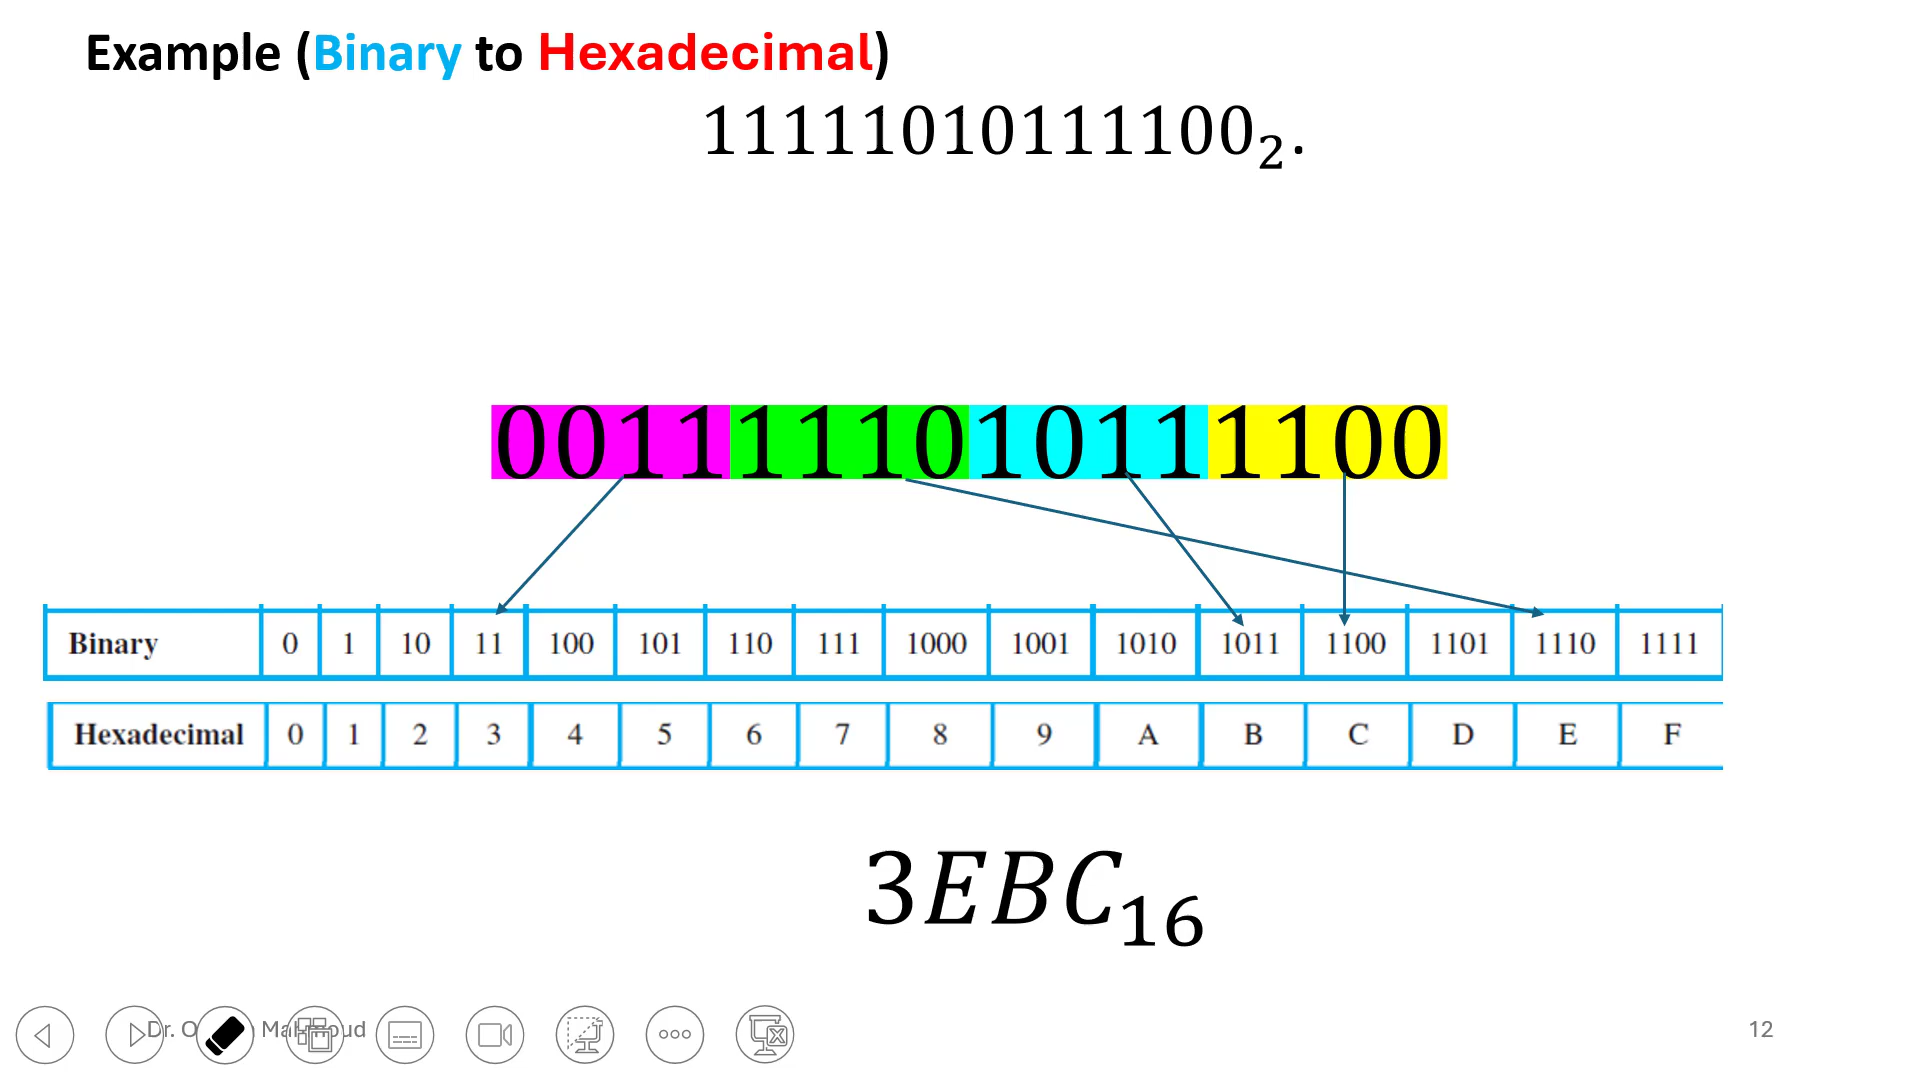 Example (Binary to Hexadecimal)
11111010111100₂.
0011111010111100
Binary 0 1 10 11 100 101 110 111 1000 1001 1010 1011 1100 1101 1110 1111
Hexadecimal 0 1 2 3 4 5 6 7 8 9 A B C D E F
3EBC₁₆
Dr. 12